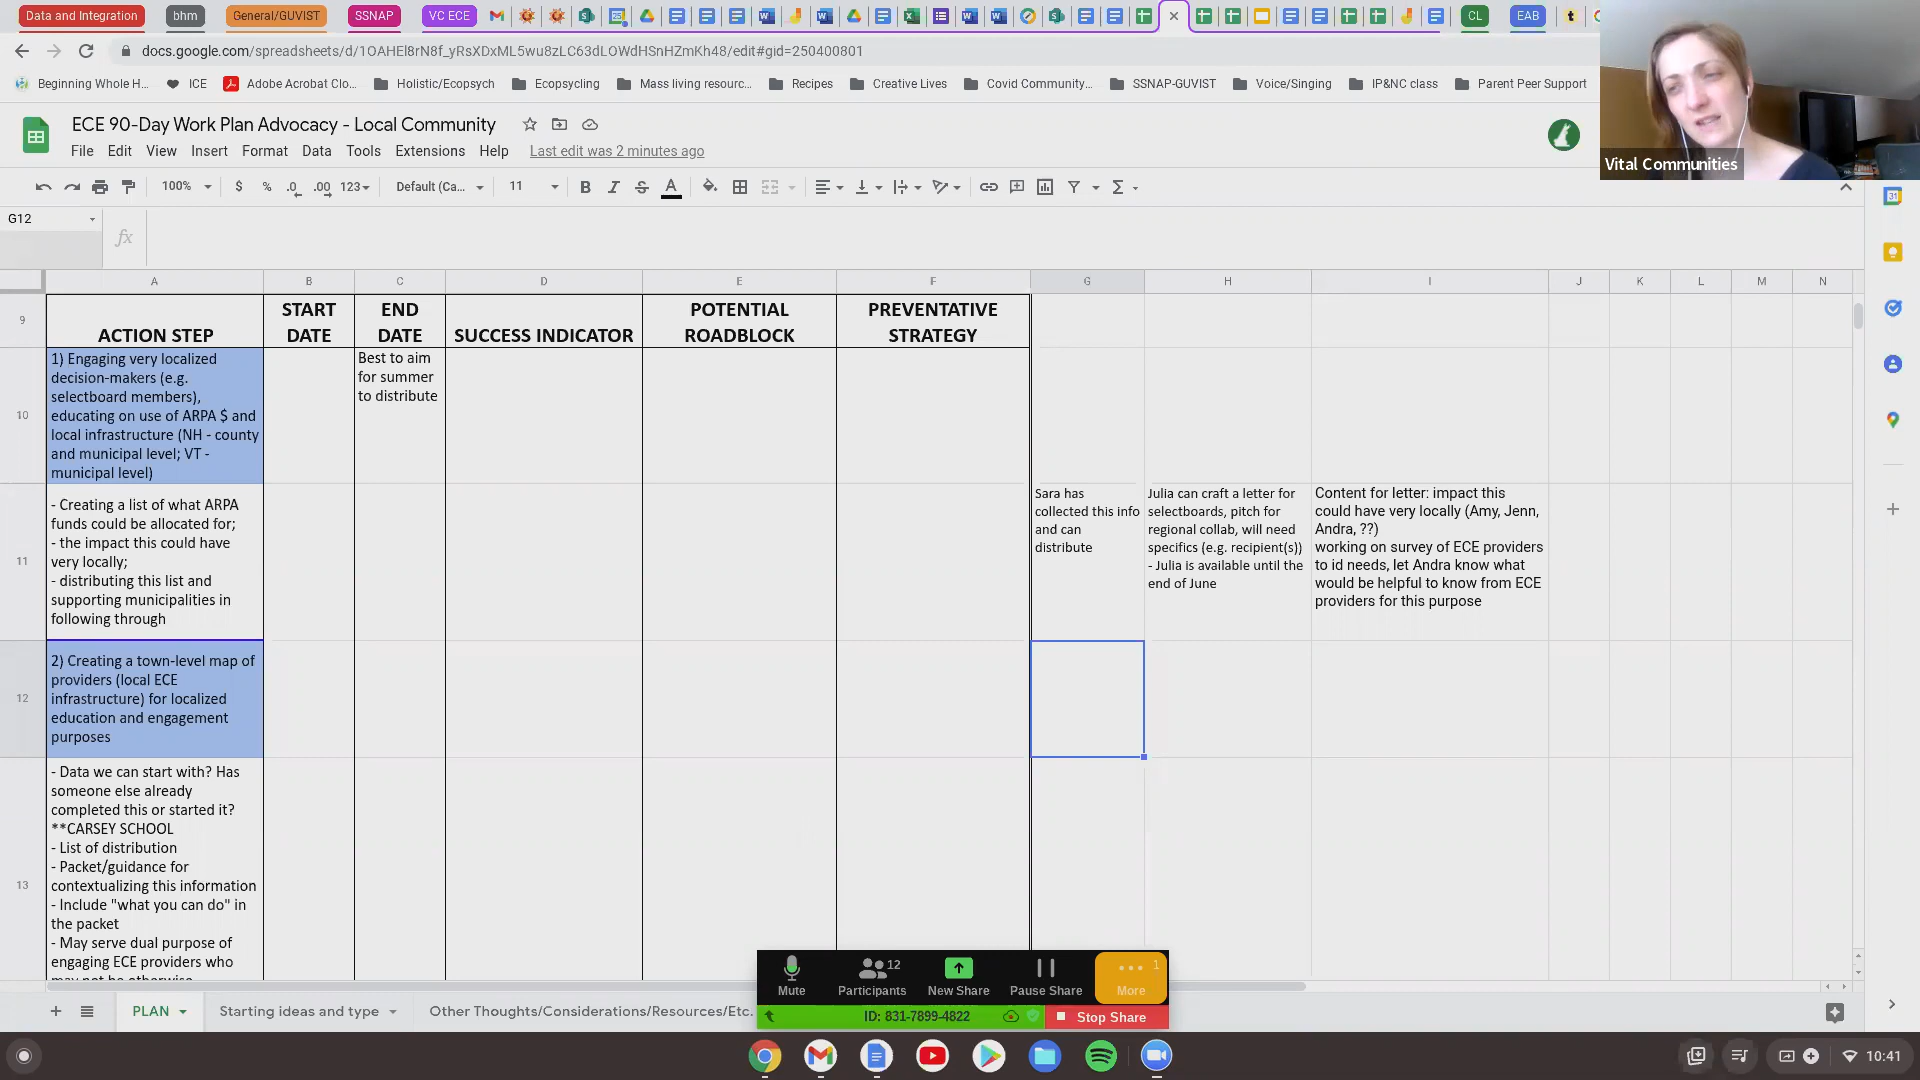 Data and Integration
bhm
General/GUVIST
SSNAP
VC ECE
CL
EAB
docs.google.com/spreadsheets/d/1OAHEl8rN8f_yRsXDxML5wu8zLC63dLOWdHSnHZmKh48/edit#gid=250400801
Beginning Whole H...
ICE
Adobe Acrobat Clo...
Holistic/Ecopsych
Ecopsycling
Mass living resourc...
Recipes
Creative Lives
Covid Community...
SSNAP-GUVIST
Voice/Singing
IP&NC class
Parent Peer Support
ECE 90-Day Work Plan Advocacy - Local Community
File Edit View Insert Format Data Tools Extensions Help Last edit was 2 minutes ago
Vital Communities
100% $ % .0 .00 123 Default (Ca... 11 B I S A
G12
fx
A B C D E F G H I J K L M N
9
ACTION STEP
START
DATE
END
DATE
SUCCESS INDICATOR
POTENTIAL
ROADBLOCK
PREVENTATIVE
STRATEGY
10
1) Engaging very localized
decision-makers (e.g.
selectboard members),
educating on use of ARPA $ and
local infrastructure (NH - county
and municipal level; VT -
municipal level)
Best to aim
for summer
to distribute
11
- Creating a list of what ARPA
funds could be allocated for;
- the impact this could have
very locally;
- distributing this list and
supporting municipalities in
following through
Sara has
collected this info
and can
distribute
Julia can craft a letter for
selectboards, pitch for
regional collab, will need
specifics (e.g. recipient(s))
- Julia is available until the
end of June
Content for letter: impact this
could have very locally (Amy, Jenn,
Andra, ??)
working on survey of ECE providers
to id needs, let Andra know what
would be helpful to know from ECE
providers for this purpose
12
2) Creating a town-level map of
providers (local ECE
infrastructure) for localized
education and engagement
purposes
13
- Data we can start with? Has
someone else already
completed this or started it?
**CARSEY SCHOOL
- List of distribution
- Packet/guidance for
contextualizing this information
- Include "what you can do" in
the packet
- May serve dual purpose of
engaging ECE providers who
may not be otherwise
Mute
12
Participants
New Share
Pause Share
1
More
ID: 831-7899-4822
Stop Share
PLAN
Starting ideas and type
Other Thoughts/Considerations/Resources/Etc.
10:41